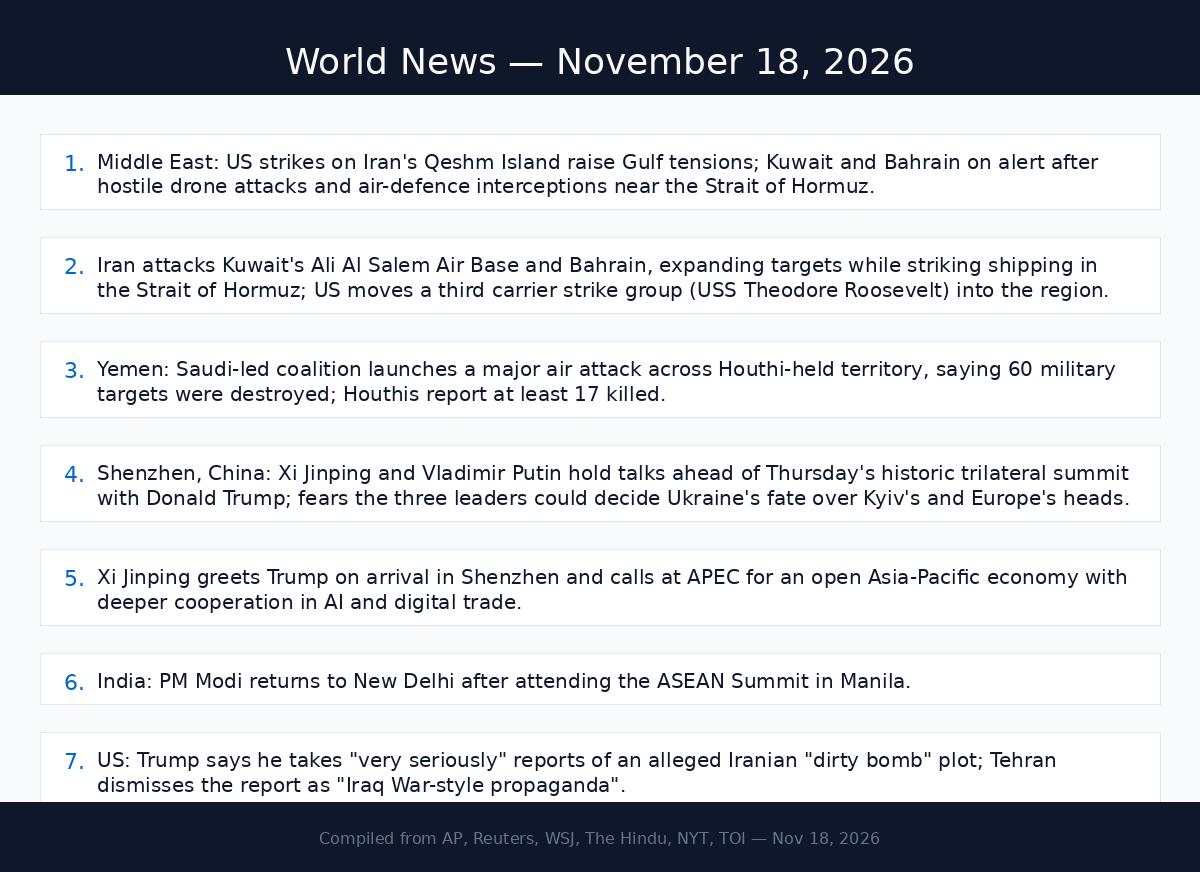 World News — November 18, 2026
1. Middle East: US strikes on Iran's Qeshm Island raise Gulf tensions; Kuwait and Bahrain on alert after
hostile drone attacks and air-defence interceptions near the Strait of Hormuz.
2. Iran attacks Kuwait's Ali Al Salem Air Base and Bahrain, expanding targets while striking shipping in
the Strait of Hormuz; US moves a third carrier strike group (USS Theodore Roosevelt) into the region.
3. Yemen: Saudi-led coalition launches a major air attack across Houthi-held territory, saying 60 military
targets were destroyed; Houthis report at least 17 killed.
4. Shenzhen, China: Xi Jinping and Vladimir Putin hold talks ahead of Thursday's historic trilateral summit
with Donald Trump; fears the three leaders could decide Ukraine's fate over Kyiv's and Europe's heads.
5. Xi Jinping greets Trump on arrival in Shenzhen and calls at APEC for an open Asia-Pacific economy with
deeper cooperation in AI and digital trade.
6. India: PM Modi returns to New Delhi after attending the ASEAN Summit in Manila.
7. US: Trump says he takes "very seriously" reports of an alleged Iranian "dirty bomb" plot; Tehran
dismisses the report as "Iraq War-style propaganda".
Compiled from AP, Reuters, WSJ, The Hindu, NYT, TOI — Nov 18, 2026